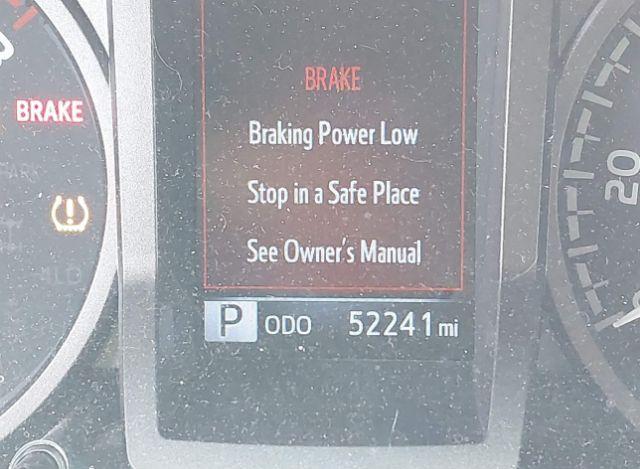 BRAKE
BRAKE
Braking Power Low
Stop in a Safe Place
See Owner's Manual
P ODO 52241 mi
20